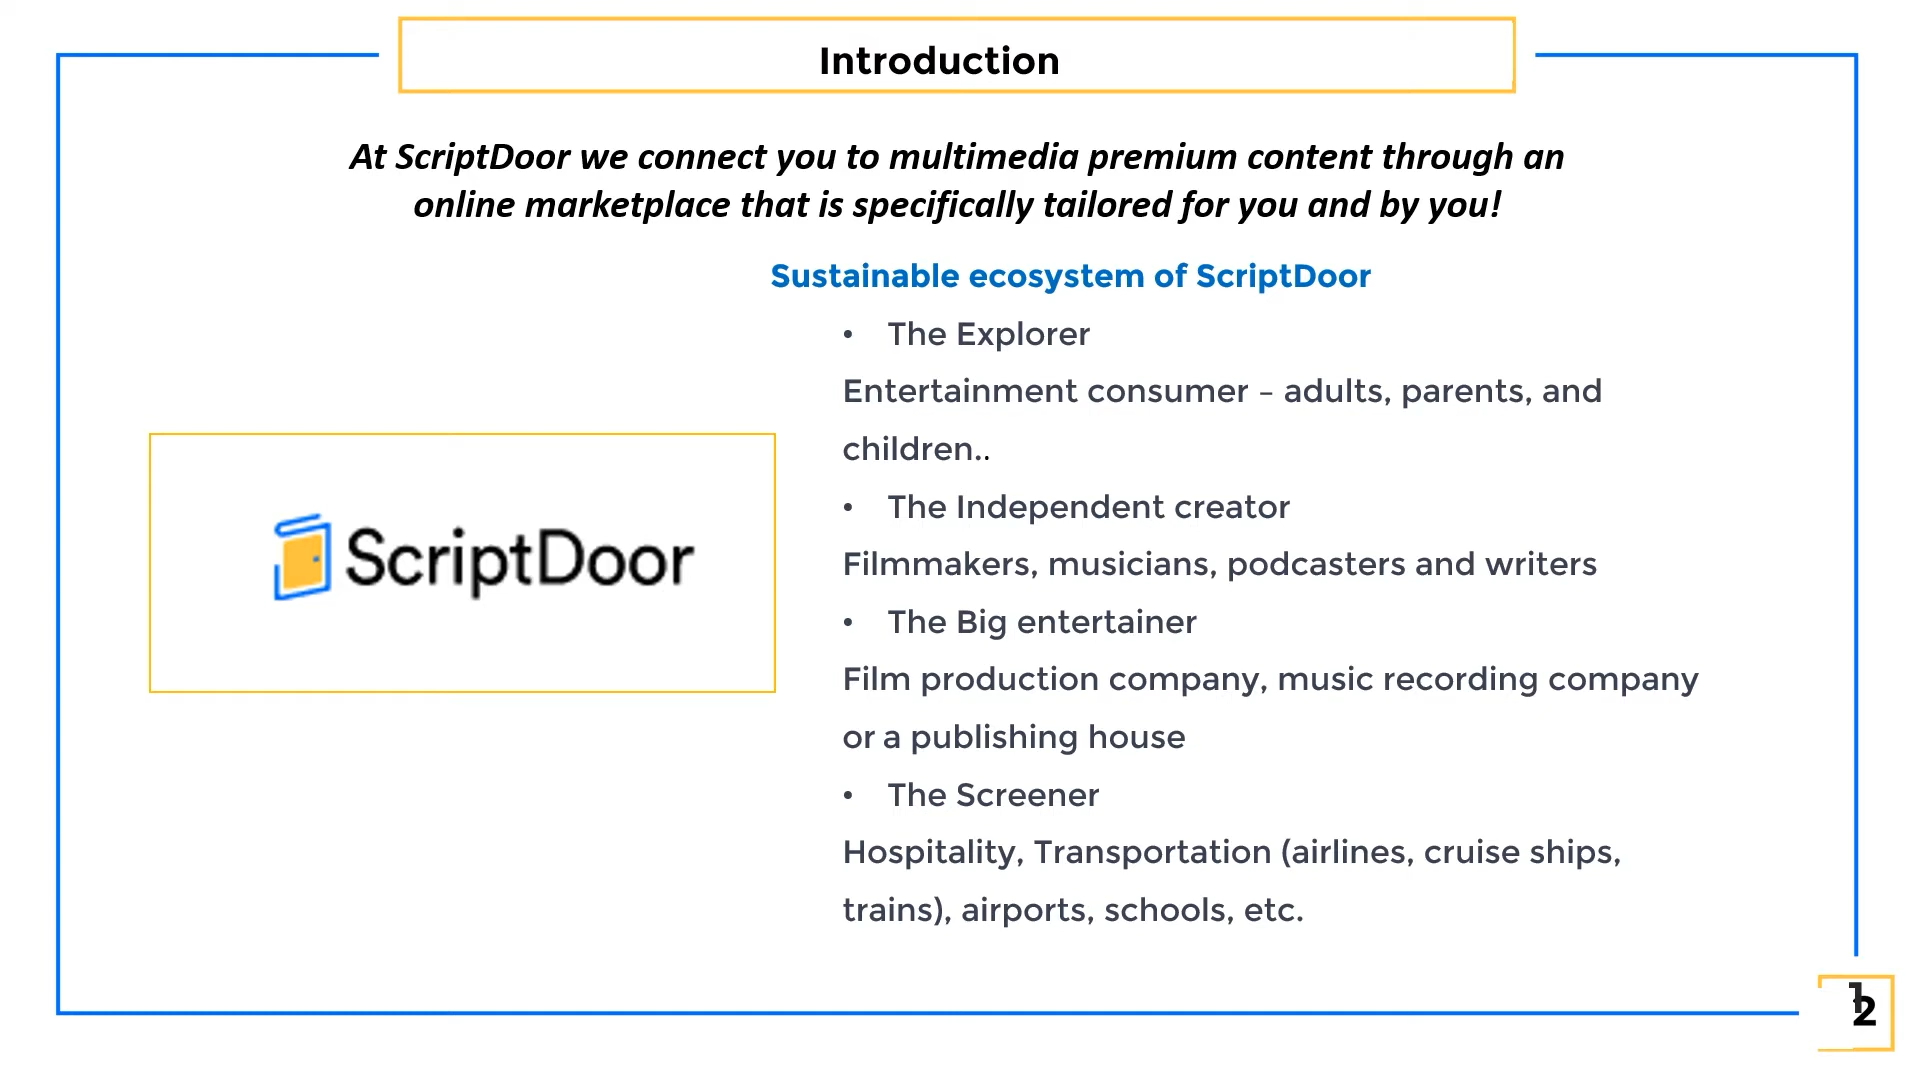 Introduction
At ScriptDoor we connect you to multimedia premium content through an
online marketplace that is specifically tailored for you and by you!
Sustainable ecosystem of ScriptDoor
• The Explorer
Entertainment consumer – adults, parents, and
children..
• The Independent creator
Filmmakers, musicians, podcasters and writers
• The Big entertainer
Film production company, music recording company
or a publishing house
• The Screener
Hospitality, Transportation (airlines, cruise ships,
trains), airports, schools, etc.
ScriptDoor
1
2